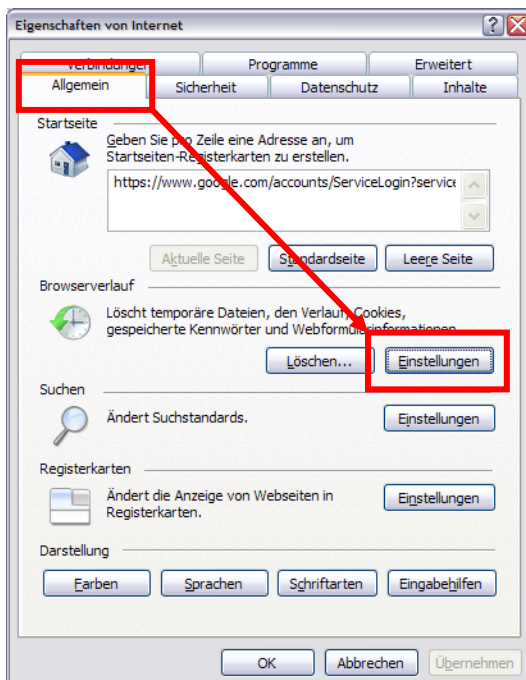 Eigenschaften von Internet
Verbindungen Programme Erweitert
Allgemein Sicherheit Datenschutz Inhalte
Startseite
Geben Sie pro Zeile eine Adresse an, um
Startseiten-Registerkarten zu erstellen.
https://www.google.com/accounts/ServiceLogin?service
Aktuelle Seite Standardseite Leere Seite
Browserverlauf
Löscht temporäre Dateien, den Verlauf, Cookies,
gespeicherte Kennwörter und Webformularinformationen.
Löschen... Einstellungen
Suchen
Ändert Suchstandards. Einstellungen
Registerkarten
Ändert die Anzeige von Webseiten in
Registerkarten.
Einstellungen
Darstellung
Farben Sprachen Schriftarten Eingabehilfen
OK Abbrechen Übernehmen